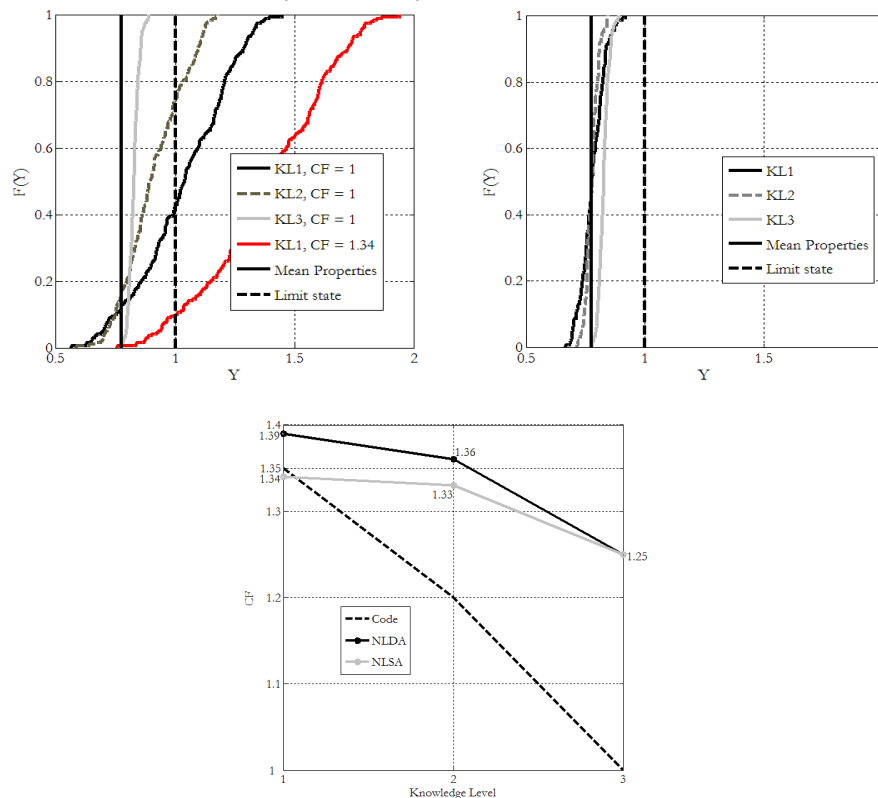 F(Y)
1
0.8
0.6
0.4
0.2
0
0.5
1
1.5
2
Y
KL1, CF = 1
KL2, CF = 1
KL3, CF = 1
KL1, CF = 1.34
Mean Properties
Limit state
F(Y)
1
0.8
0.6
0.4
0.2
0
0.5
1
1.5
Y
KL1
KL2
KL3
Mean Properties
Limit state
CF
1.4
1.39
1.35
1.34
1.3
1.2
1.1
1
1.36
1.33
1.25
Code
NLDA
NLSA
1
2
3
Knowledge Level